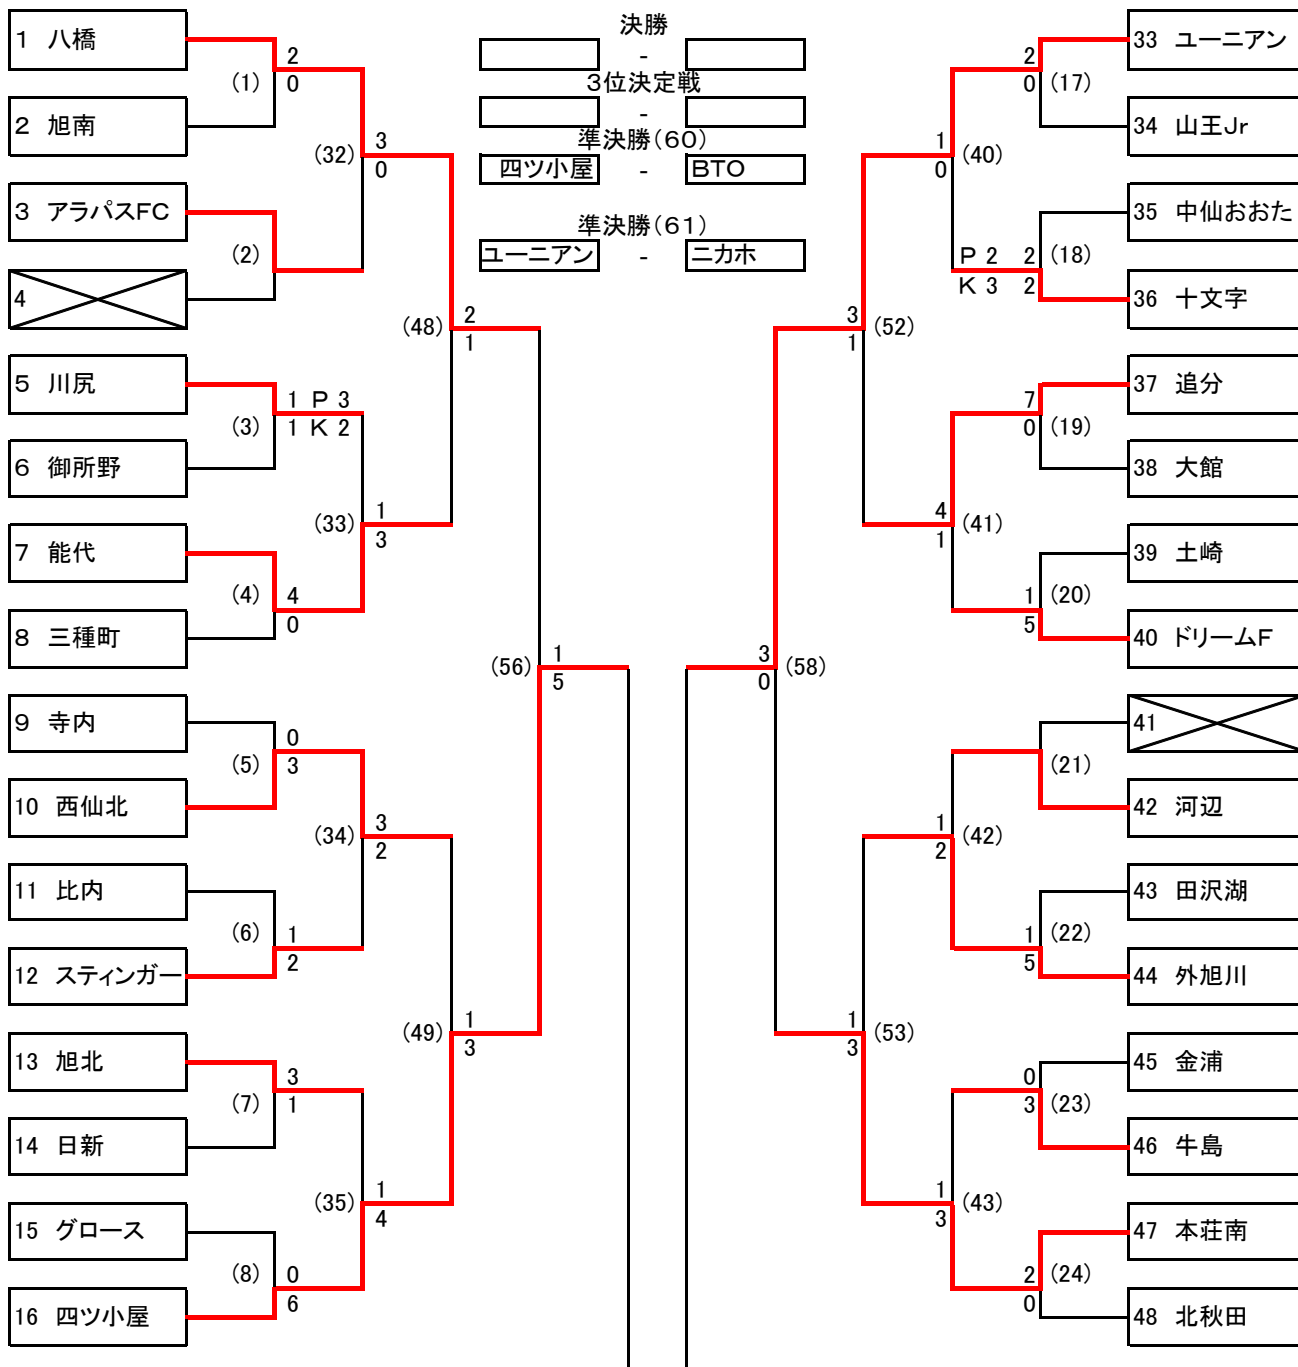 決勝
-
3位決定戦
-
準決勝(60)
四ツ小屋 - BTO
準決勝(61)
ユーニアン - ニカホ
1 八橋
(1)
2
0
2 旭南
(32)
3
0
3 アラパスFC
(2)
4
(48)
2
1
5 川尻
(3)
1 P 3
1 K 2
6 御所野
(33)
1
3
7 能代
(4)
4
0
8 三種町
(56)
1
5
9 寺内
(5)
0
3
10 西仙北
(34)
3
2
11 比内
(6)
1
2
12 スティンガー
(49)
1
3
13 旭北
(7)
3
1
14 日新
(35)
1
4
15 グロース
(8)
0
6
16 四ツ小屋
33 ユーニアン
2
0
(17)
34 山王Jr
1
0
(40)
35 中仙おおた
P 2 2
K 3 2
(18)
36 十文字
3
1
(52)
37 追分
7
0
(19)
38 大館
4
1
(41)
39 土崎
1
5
(20)
40 ドリームF
3
0
(58)
41
(21)
42 河辺
1
2
(42)
43 田沢湖
1
5
(22)
44 外旭川
1
3
(53)
45 金浦
0
3
(23)
46 牛島
1
3
(43)
47 本荘南
2
0
(24)
48 北秋田